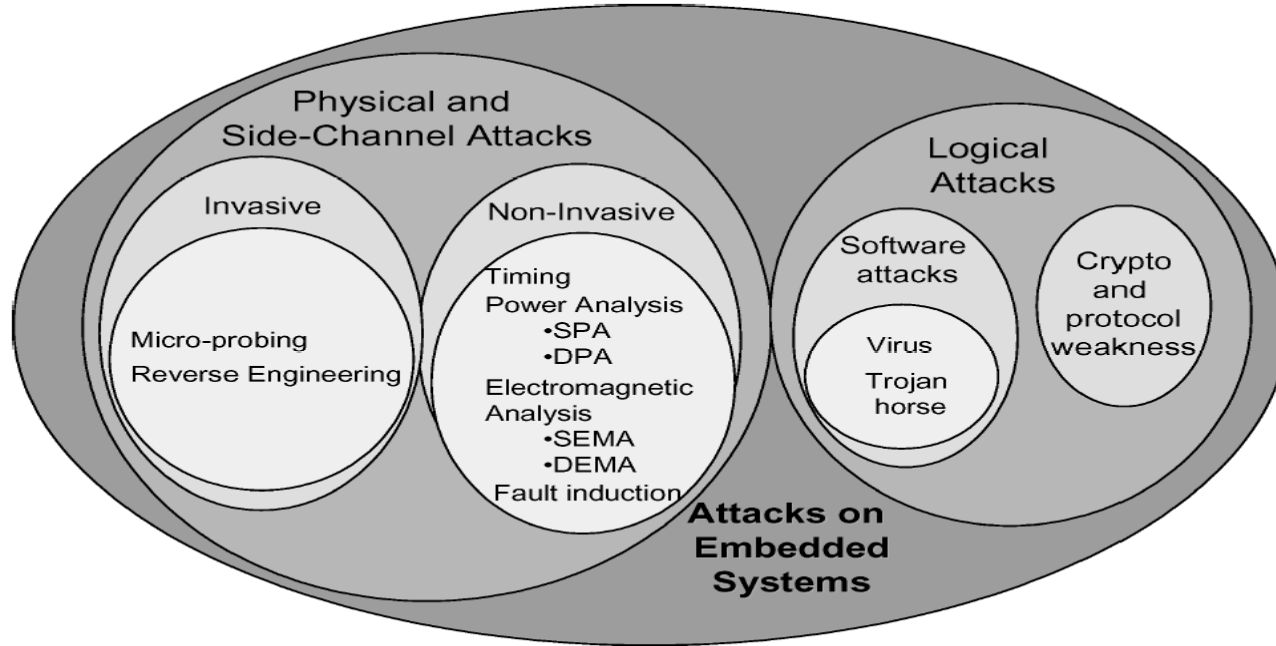 Physical and
Side-Channel Attacks
Invasive
Micro-probing
Reverse Engineering
Non-Invasive
Timing
Power Analysis
•SPA
•DPA
Electromagnetic
Analysis
•SEMA
•DEMA
Fault induction
Logical
Attacks
Software
attacks
Virus
Trojan
horse
Crypto
and
protocol
weakness
Attacks on
Embedded
Systems